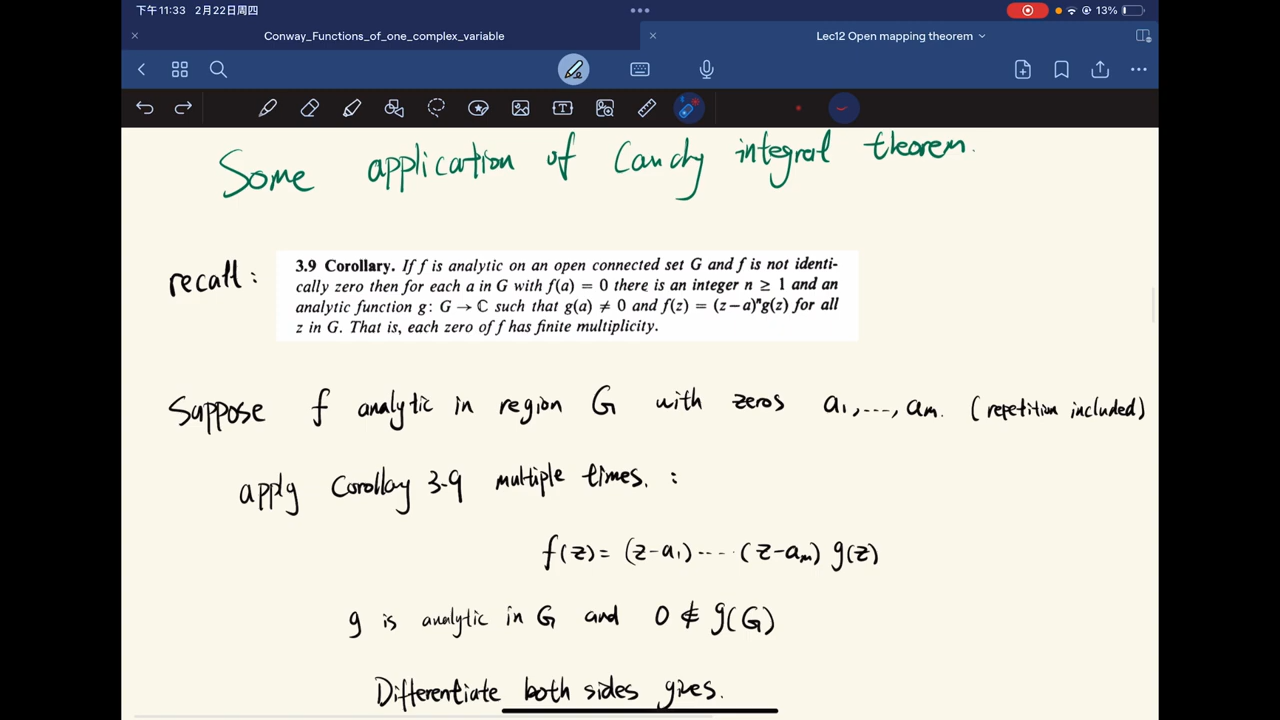 下午11:33 2月22日周四
13%
Conway_Functions_of_one_complex_variable
Lec12 Open mapping theorem
Some application of Cauchy integral theorem.
recall:
3.9 Corollary. If f is analytic on an open connected set G and f is not identi-
cally zero then for each a in G with f(a) = 0 there is an integer n ≥ 1 and an
analytic function g: G → ℂ such that g(a) ≠ 0 and f(z) = (z−a)ⁿg(z) for all
z in G. That is, each zero of f has finite multiplicity.
Suppose f analytic in region G with zeros a₁,...,aₘ. (repetition included)
apply Corollay 3.9 multiple times. :
f(z) = (z-a₁)····(z-aₘ) g(z)
g is analytic in G and 0 ∉ g(G)
Differentiate both sides gives.